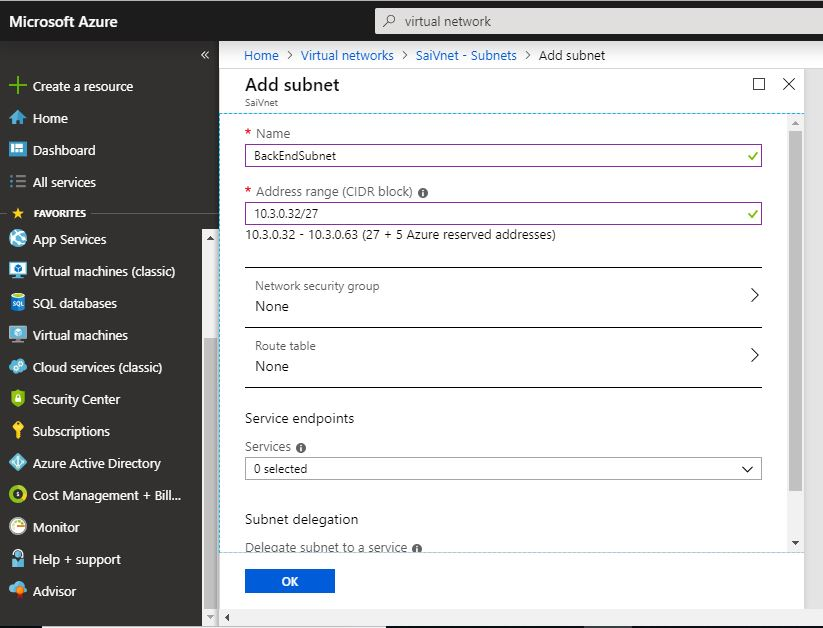 Microsoft Azure
virtual network
«
Home > Virtual networks > SaiVnet - Subnets > Add subnet
Create a resource
Home
Dashboard
All services
FAVORITES
App Services
Virtual machines (classic)
SQL databases
Virtual machines
Cloud services (classic)
Security Center
Subscriptions
Azure Active Directory
Cost Management + Bill...
Monitor
Help + support
Advisor
Add subnet
SaiVnet
* Name
BackEndSubnet
* Address range (CIDR block)
10.3.0.32/27
10.3.0.32 - 10.3.0.63 (27 + 5 Azure reserved addresses)
Network security group
None
Route table
None
Service endpoints
Services
0 selected
Subnet delegation
Delegate subnet to a service
OK